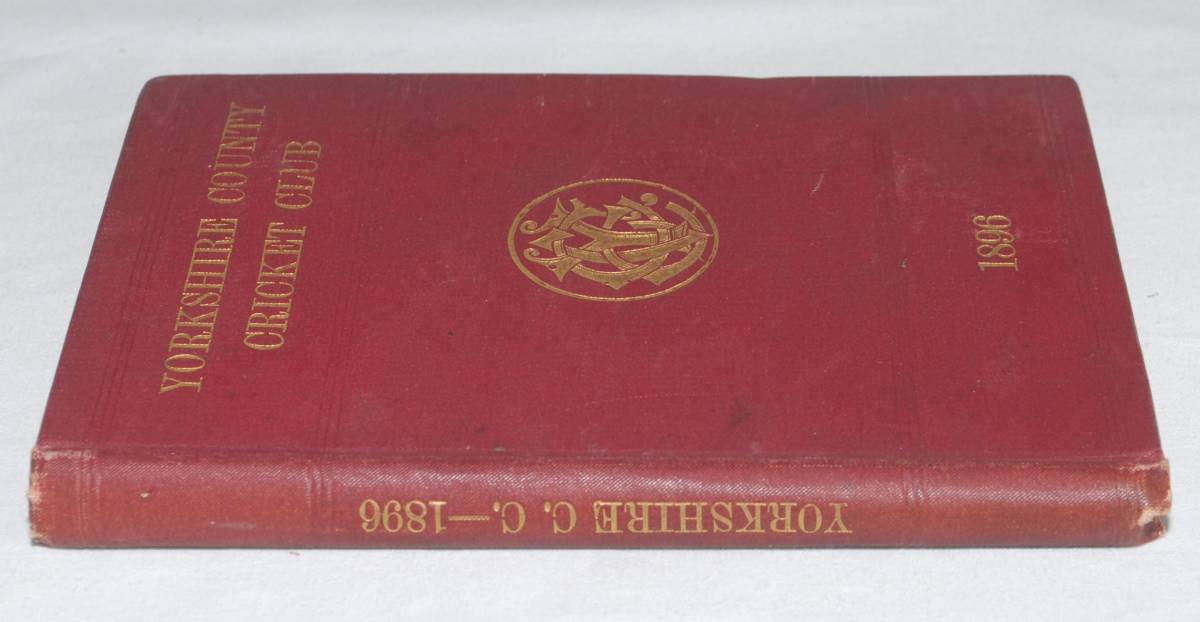 YORKSHIRE COUNTY
CRICKET CLUB
1896
YORKSHIRE C. C.—1896